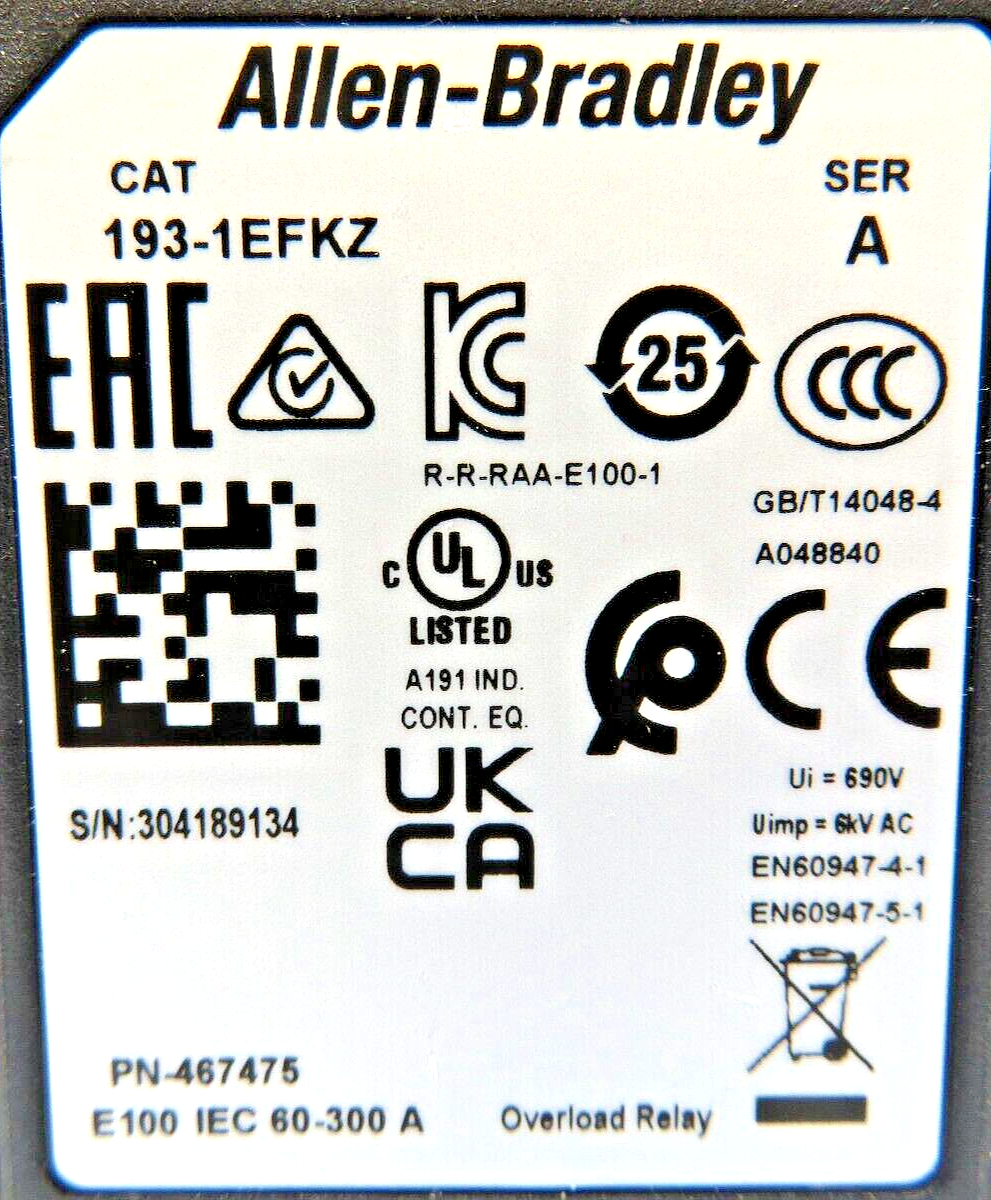 Allen-Bradley
CAT
SER
193-1EFKZ
A
EAC
KC
25
CCC
R-R-RAA-E100-1
GB/T14048-4
A048840
C UL US
LISTED
A191 IND.
CONT. EQ.
CE
UK
CA
Ui = 690V
S/N:304189134
Uimp = 6kV AC
EN60947-4-1
EN60947-5-1
PN-467475
E100 IEC 60-300 A
Overload Relay